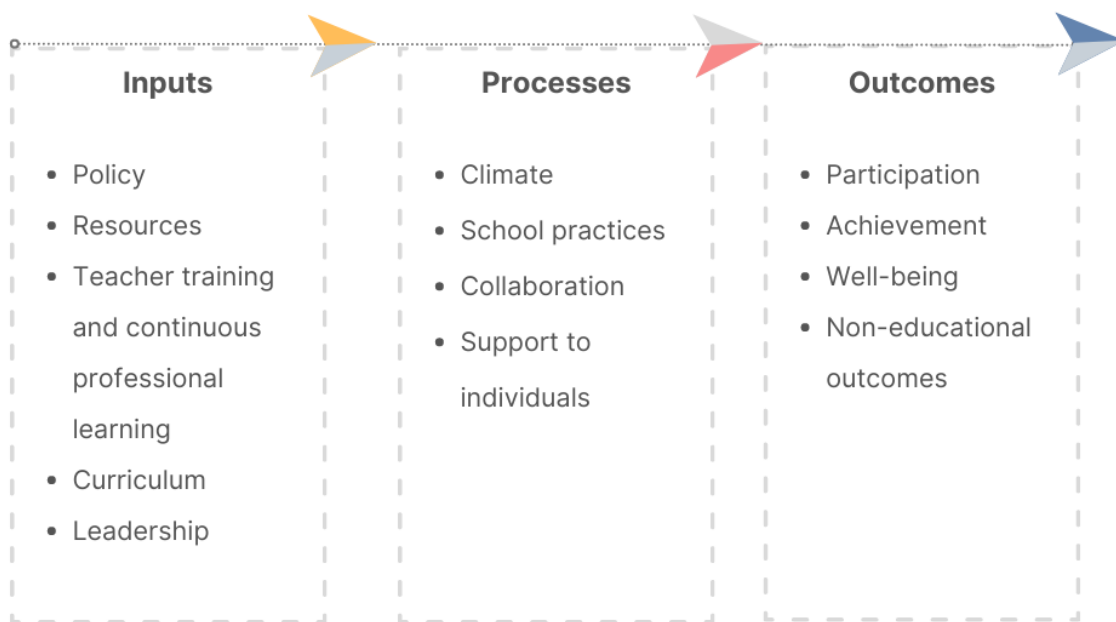 Inputs
• Policy
• Resources
• Teacher training
and continuous
professional
learning
• Curriculum
• Leadership
Processes
• Climate
• School practices
• Collaboration
• Support to
individuals
Outcomes
• Participation
• Achievement
• Well-being
• Non-educational
outcomes